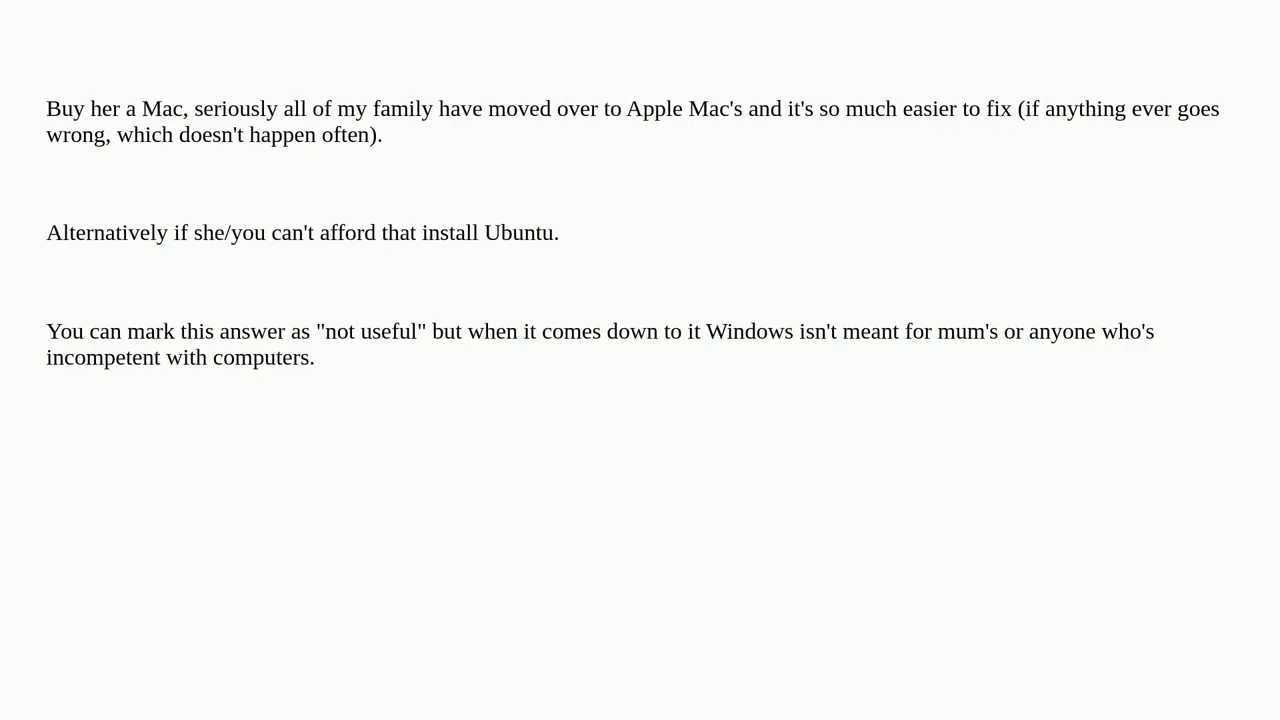 Buy her a Mac, seriously all of my family have moved over to Apple Mac's and it's so much easier to fix (if anything ever goes
wrong, which doesn't happen often).
Alternatively if she/you can't afford that install Ubuntu.
You can mark this answer as "not useful" but when it comes down to it Windows isn't meant for mum's or anyone who's
incompetent with computers.